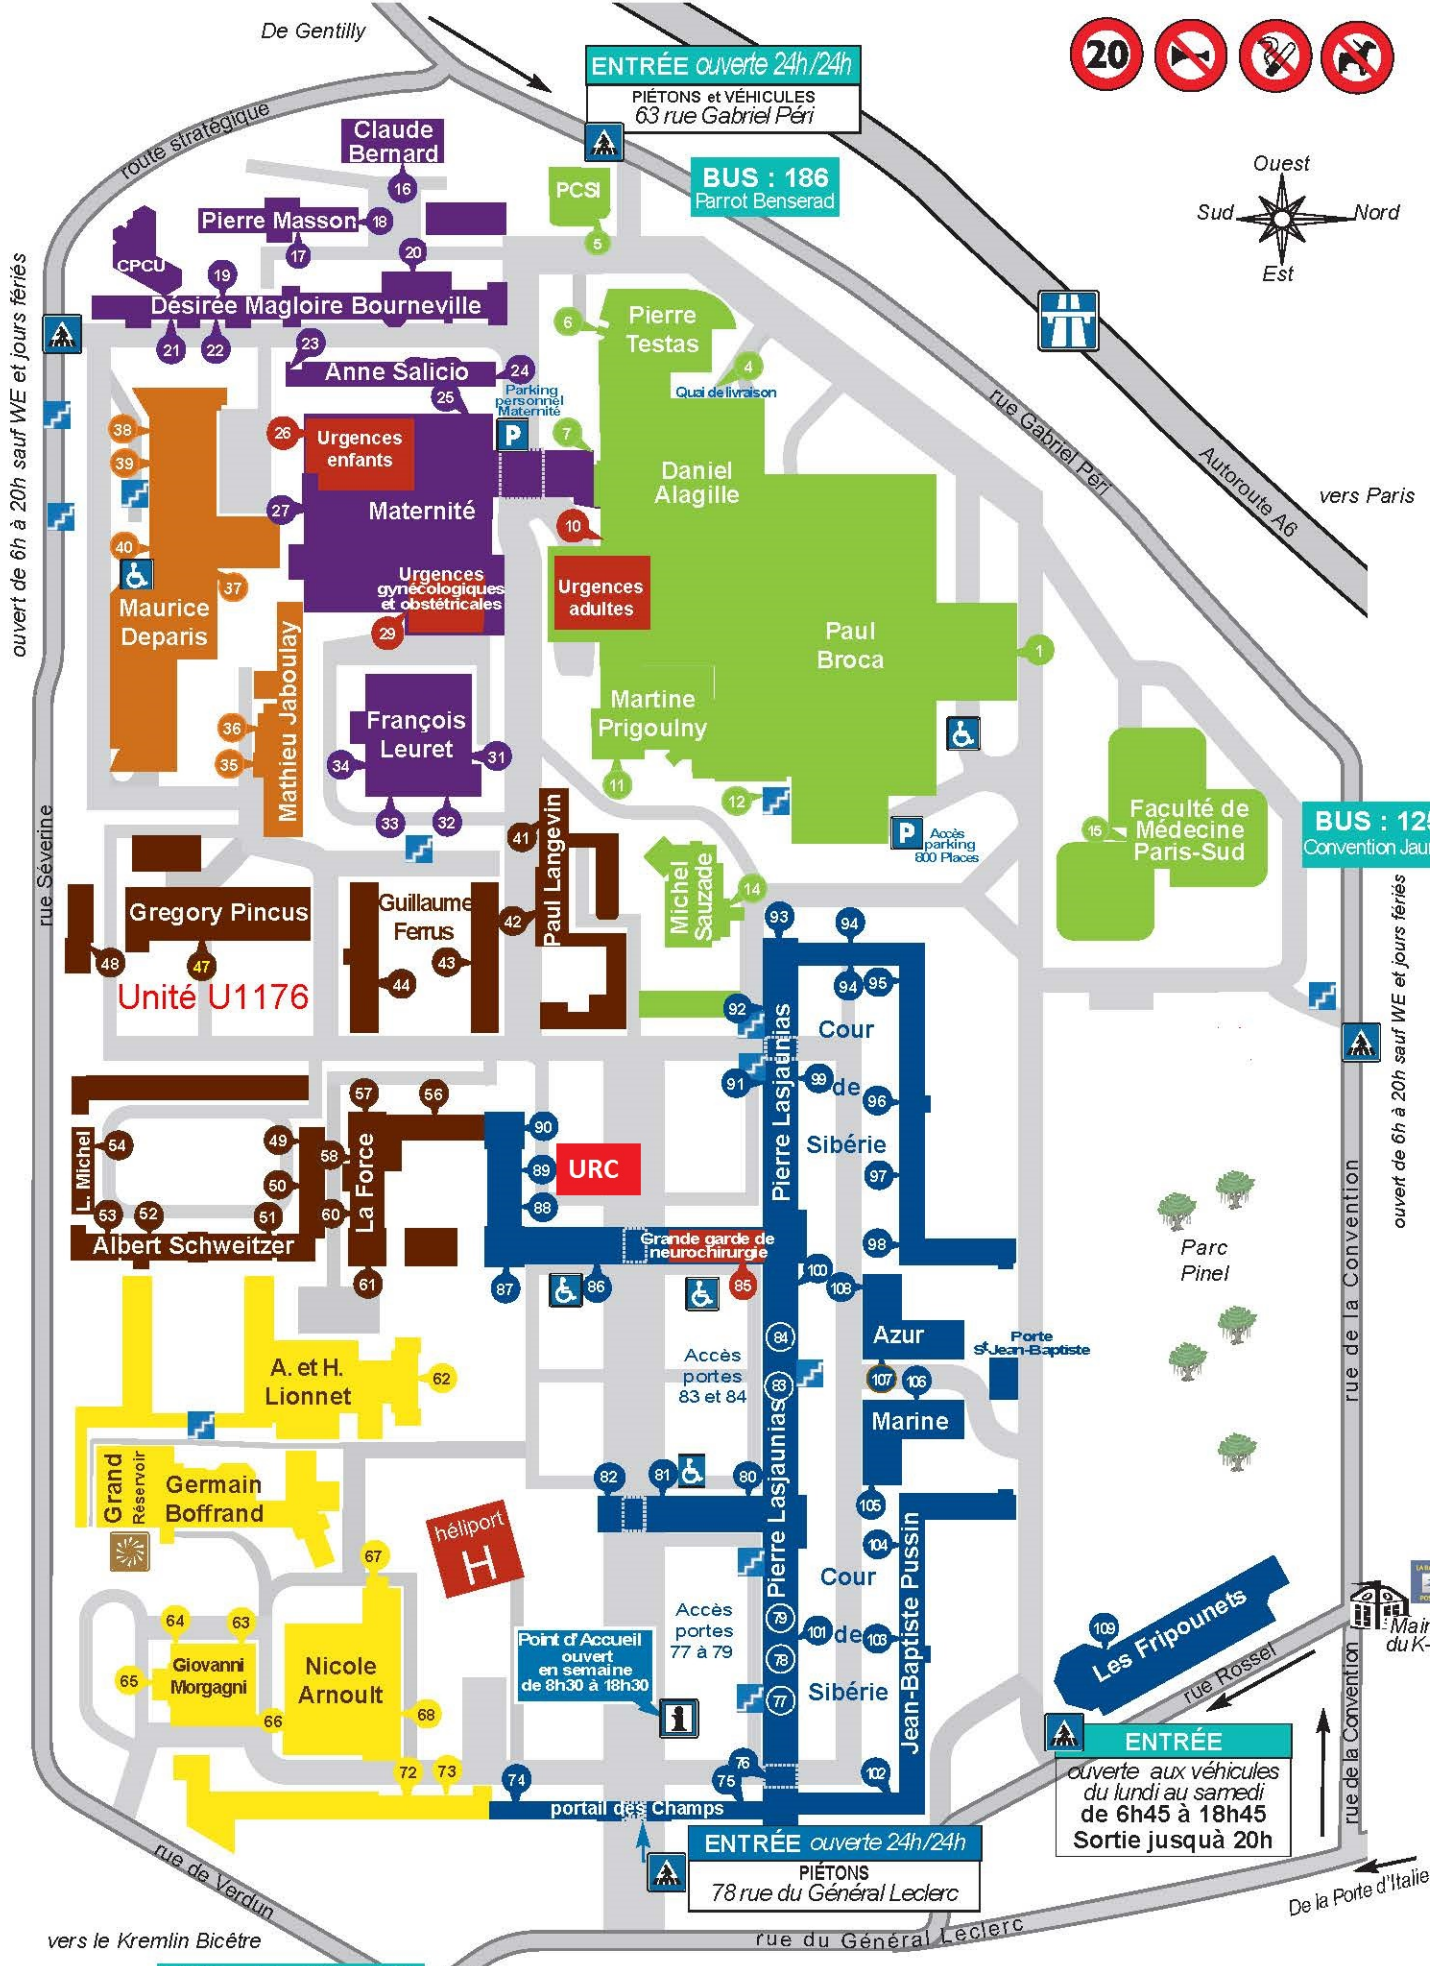 De Gentilly
ENTRÉE ouverte 24h/24h
PIÉTONS et VÉHICULES
63 rue Gabriel Péri
20
route stratégique
Claude
Bernard
16
PCSI
5
BUS : 186
Parrot Benserad
Ouest
Sud
Nord
Est
Pierre Masson
18
17
CPCU
19
20
Désirée Magloire Bourneville
21
22
23
Anne Salicio
24
25
Parking
personnel
Maternité
P
6
Pierre
Testas
4
Quai de livraison
7
rue Gabriel Péri
Autoroute A6
vers Paris
ouvert de 6h à 20h sauf WE et jours fériés
38
39
40
37
Maurice
Deparis
26
Urgences
enfants
27
Maternité
Urgences
gynécologiques
et obstétricales
29
Daniel
Alagille
10
Urgences
adultes
Paul
Broca
1
Martine
Prigoulny
11
12
36
35
Mathieu Jaboulay
François
Leuret
34
31
33
32
P
Accès
parking
800 Places
15
Faculté de
Médecine
Paris-Sud
BUS : 125
Convention Jau
rue Séverine
41
42
Paul Langevin
Michel
Sauzade
14
Gregory Pincus
48
47
Unité U1176
Guillaume
Ferrus
44
43
93
94
94
95
92
Pierre Lasjaunias
Cour
de
Sibérie
91
99
96
97
98
ouvert de 6h à 20h sauf WE et jours fériés
57
56
54
L. Michel
49
50
58
60
La Force
53
52
51
Albert Schweitzer
61
90
89
88
URC
Grande garde de
neurochirurgie
87
86
85
100
108
Parc
Pinel
rue de la Convention
A. et H.
Lionnet
62
Accès
portes
83 et 84
84
83
Azur
107
106
Porte
St Jean-Baptiste
Marine
105
Grand
Réservoir
Germain
Boffrand
82
81
80
Pierre Lasjaunias
héliport
H
67
104
Jean-Baptiste Pussin
Cour
de
Sibérie
64
63
65
Giovanni
Morgagni
66
Nicole
Arnoult
68
Accès
portes
77 à 79
79
78
77
101
103
Point d'Accueil
ouvert
en semaine
de 8h30 à 18h30
i
109
Les Fripounets
rue Rossel
Mair
du K-
rue de la Convention
72
73
74
75
76
102
portail des Champs
ENTRÉE
ouverte aux véhicules
du lundi au samedi
de 6h45 à 18h45
Sortie jusquà 20h
ENTRÉE ouverte 24h/24h
PIÉTONS
78 rue du Général Leclerc
De la Porte d'Italie
rue de Verdun
rue du Général Leclerc
vers le Kremlin Bicêtre